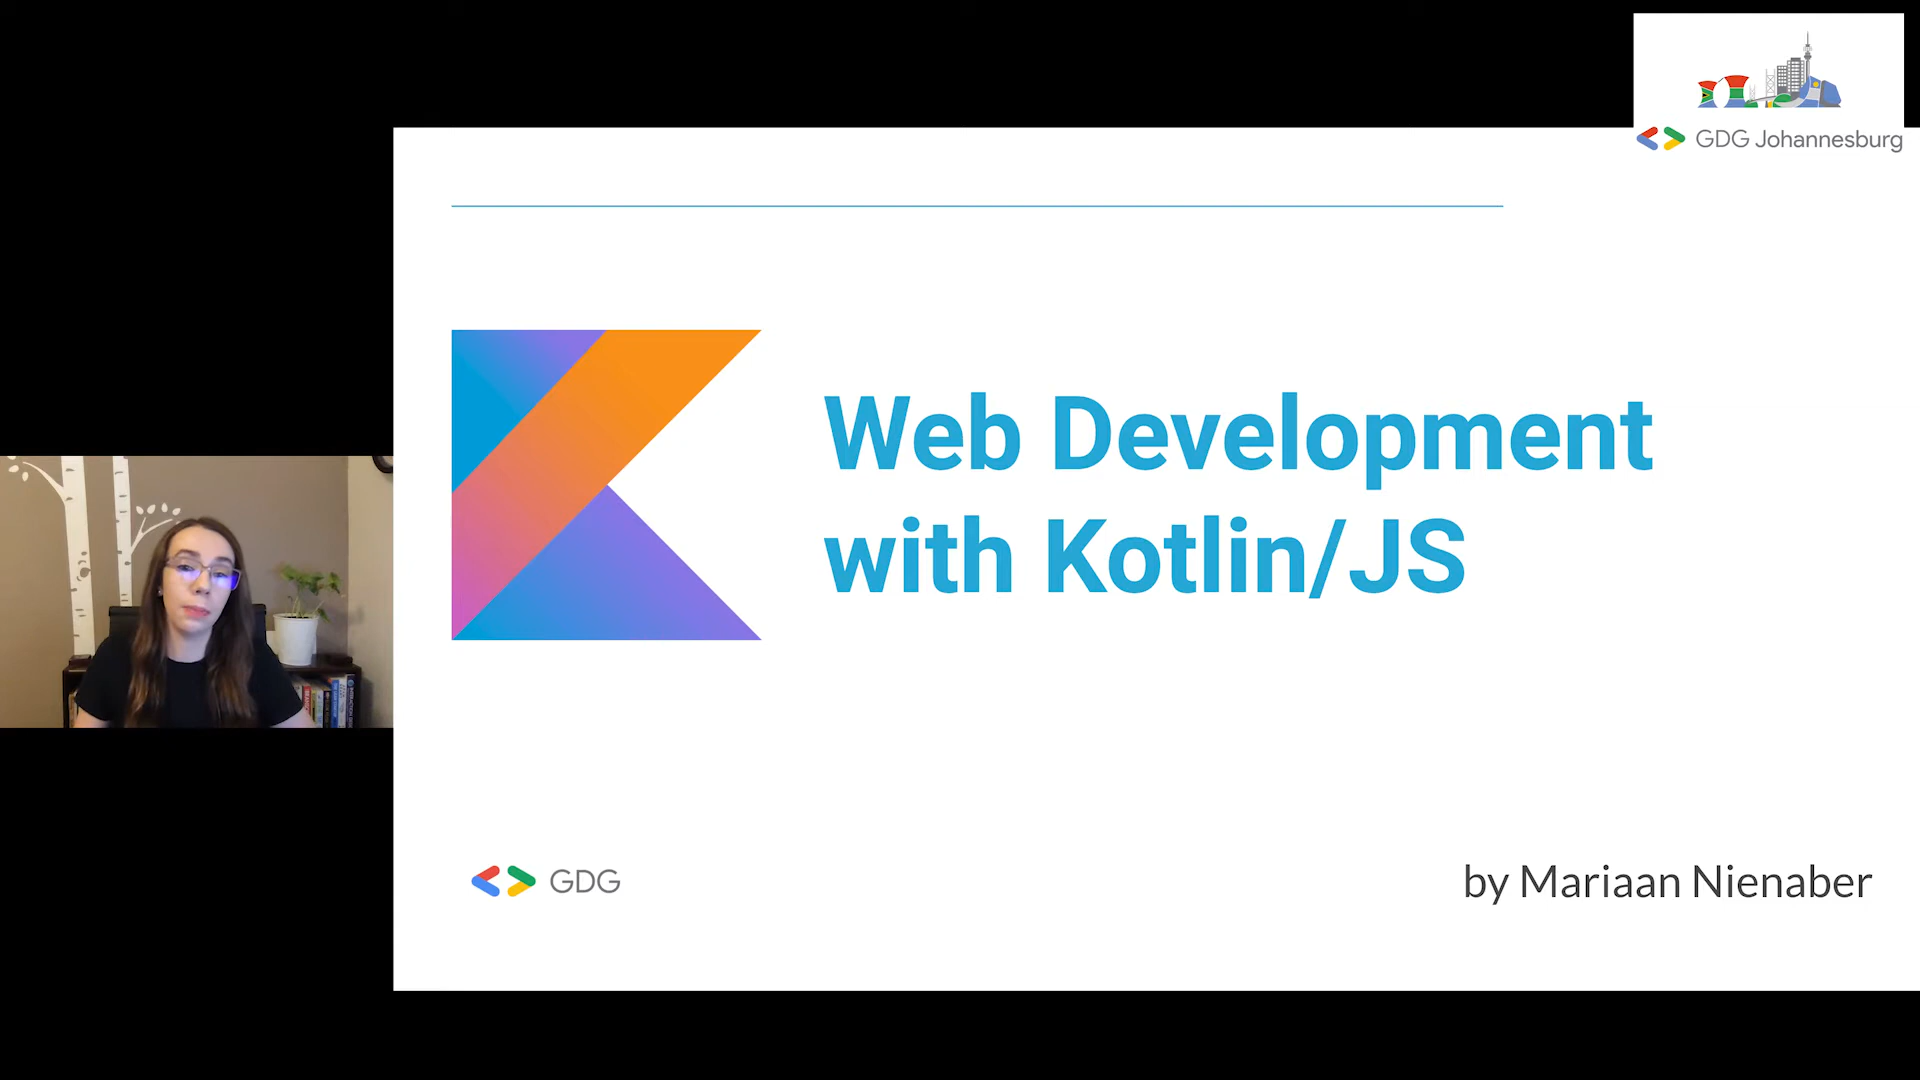 GDG Johannesburg
Web Development
with Kotlin/JS
GDG
by Mariaan Nienaber